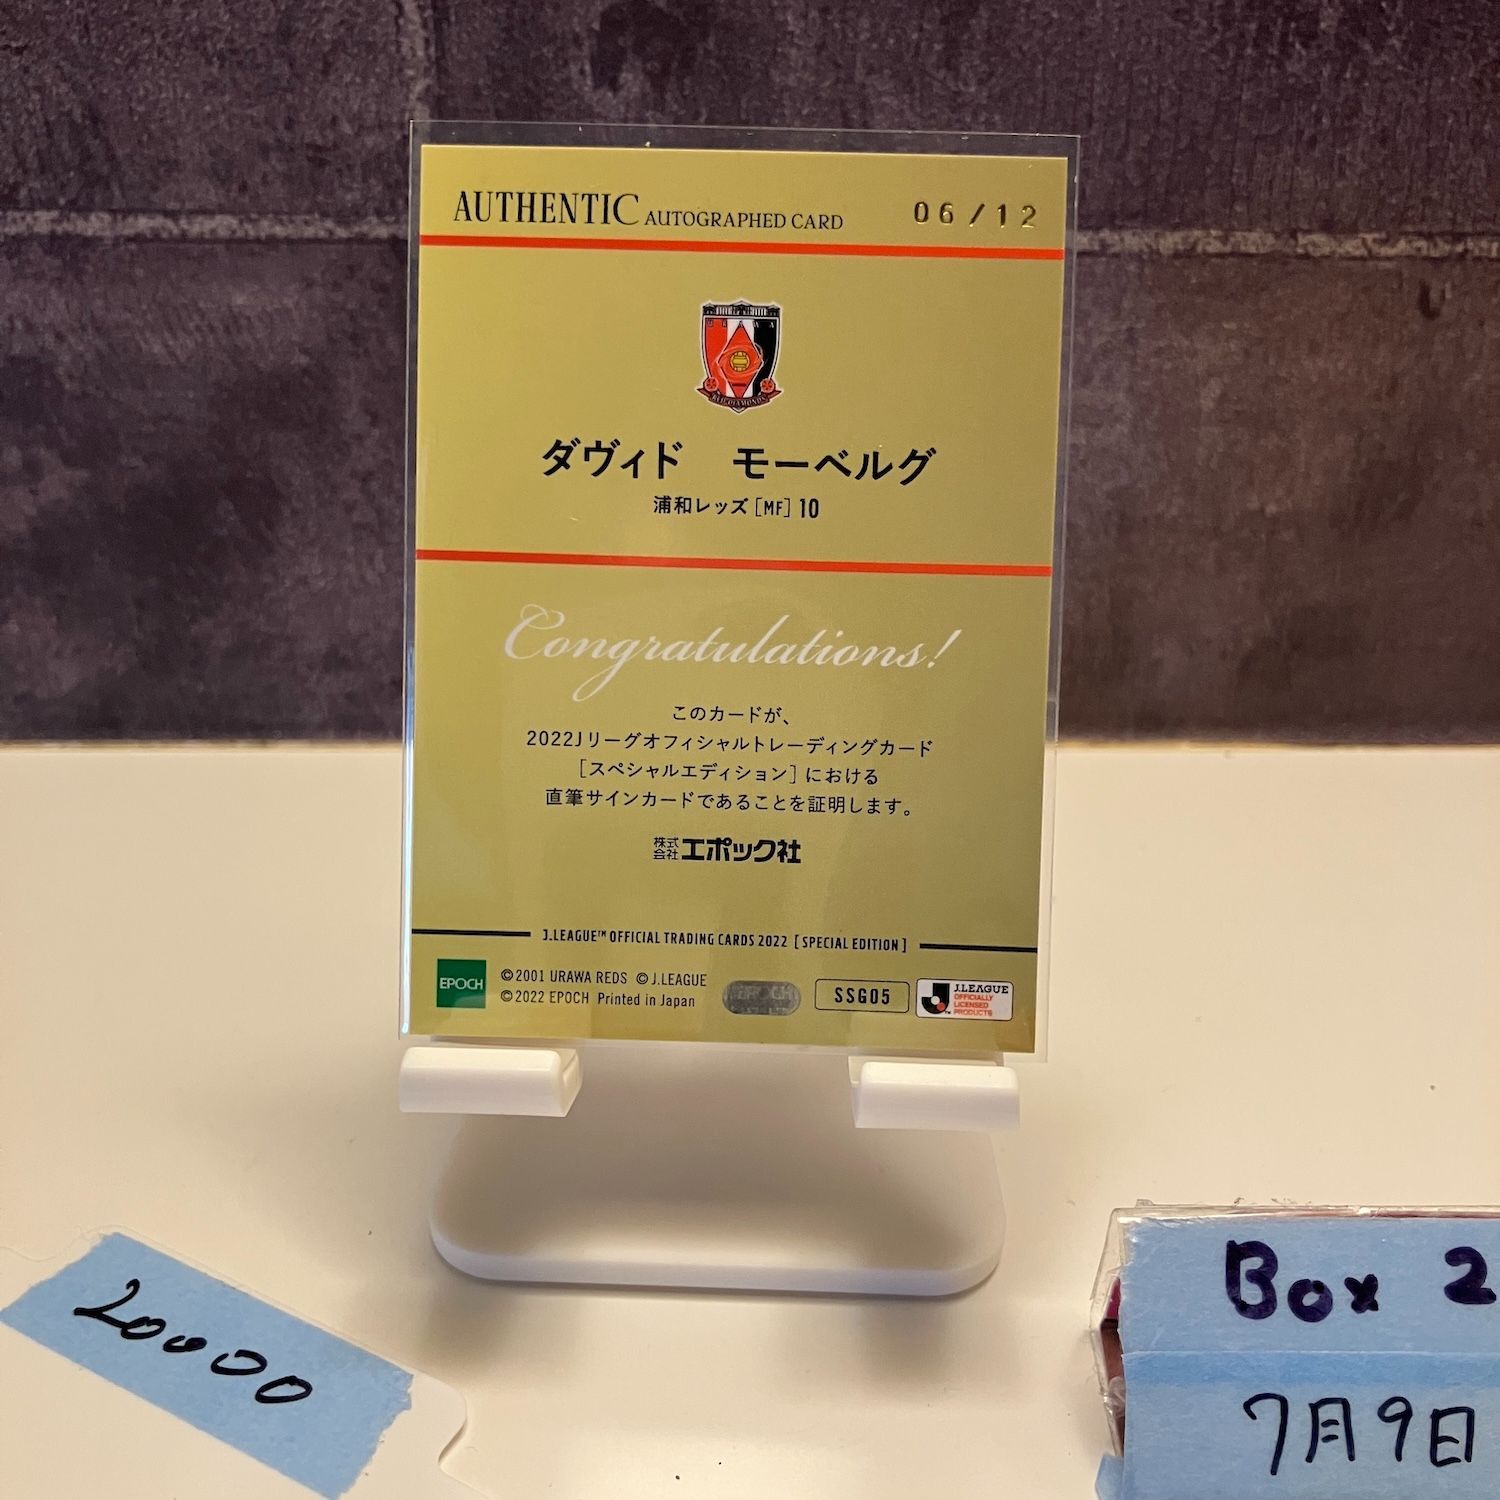 AUTHENTIC AUTOGRAPHED CARD
06/12
URAWA
RED DIAMONDS
ダヴィド モーベルグ
浦和レッズ [MF] 10
Congratulations!
このカードが、
2022Jリーグオフィシャルトレーディングカード
[スペシャルエディション]における
直筆サインカードであることを証明します。
株式会社エポック社
J.LEAGUE™ OFFICIAL TRADING CARDS 2022 [SPECIAL EDITION]
EPOCH
©2001 URAWA REDS ©J.LEAGUE
©2022 EPOCH Printed in Japan
EPOCH
SSG05
J.LEAGUE
OFFICIALLY
LICENSED
PRODUCTS
20000
Box 2
7月9日